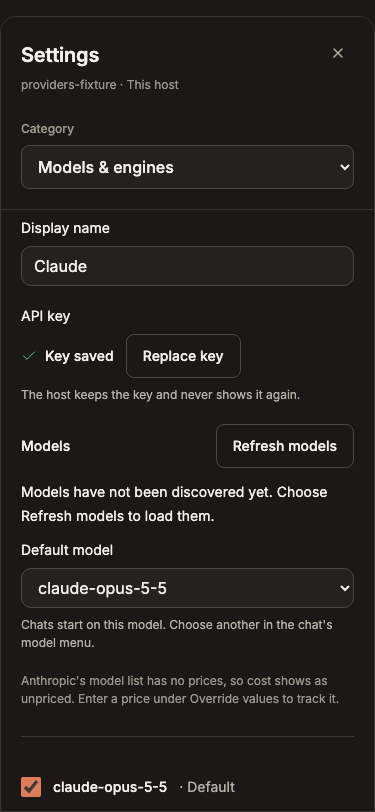 Settings
providers-fixture · This host
Category
Models & engines
Display name
Claude
API key
Key saved
Replace key
The host keeps the key and never shows it again.
Models
Refresh models
Models have not been discovered yet. Choose
Refresh models to load them.
Default model
claude-opus-5-5
Chats start on this model. Choose another in the chat's
model menu.
Anthropic's model list has no prices, so cost shows as
unpriced. Enter a price under Override values to track it.
claude-opus-5-5 · Default